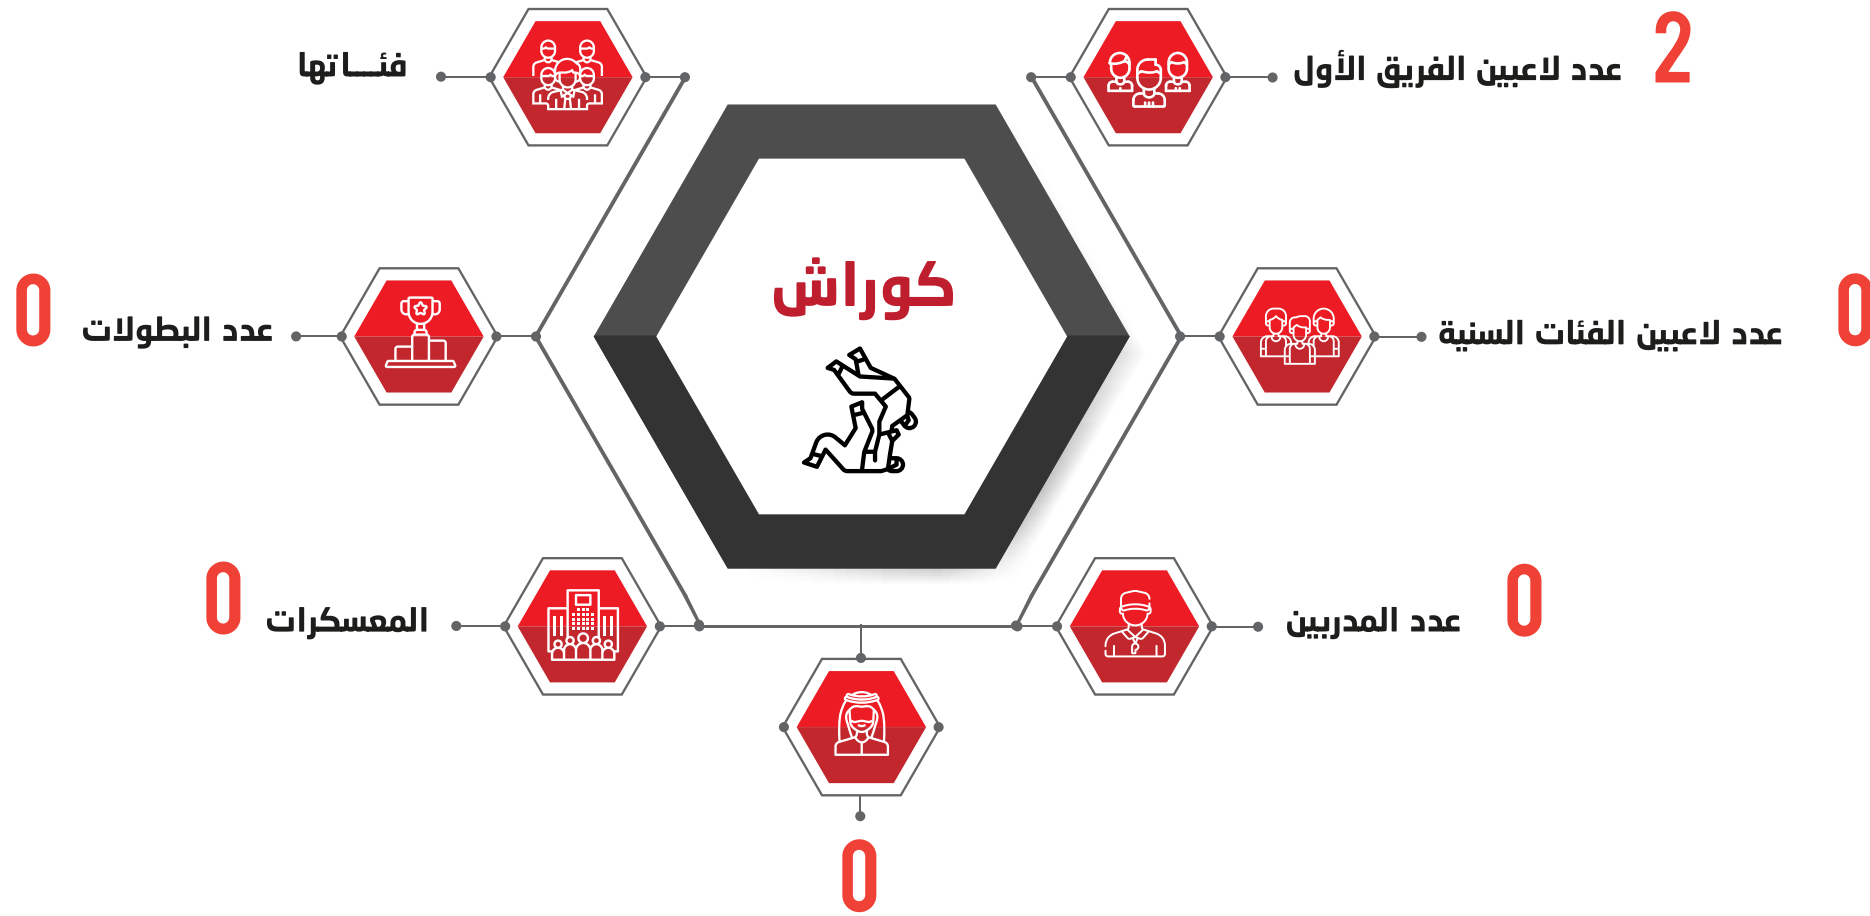 2
عدد لاعبين الفريق الأول
فئـــاتها
كوراش
0
عدد لاعبين الفئات السنية
عدد البطولات
0
0
عدد المدربين
المعسكرات
0
0